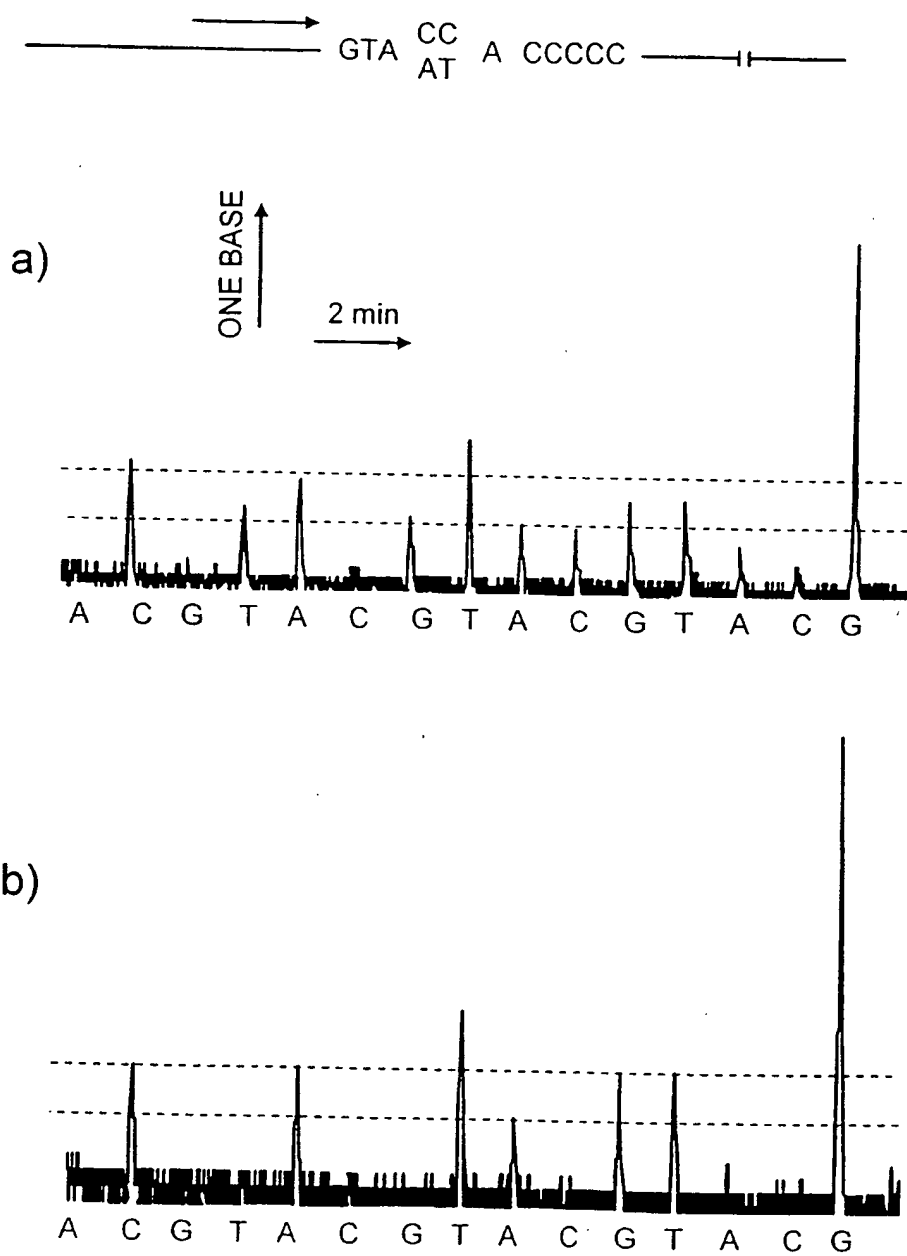 GTA CC A CCCCC
AT
ONE BASE
a)
2 min
A C G T A C G T A C G T A C G
b)
A C G T A C G T A C G T A C G